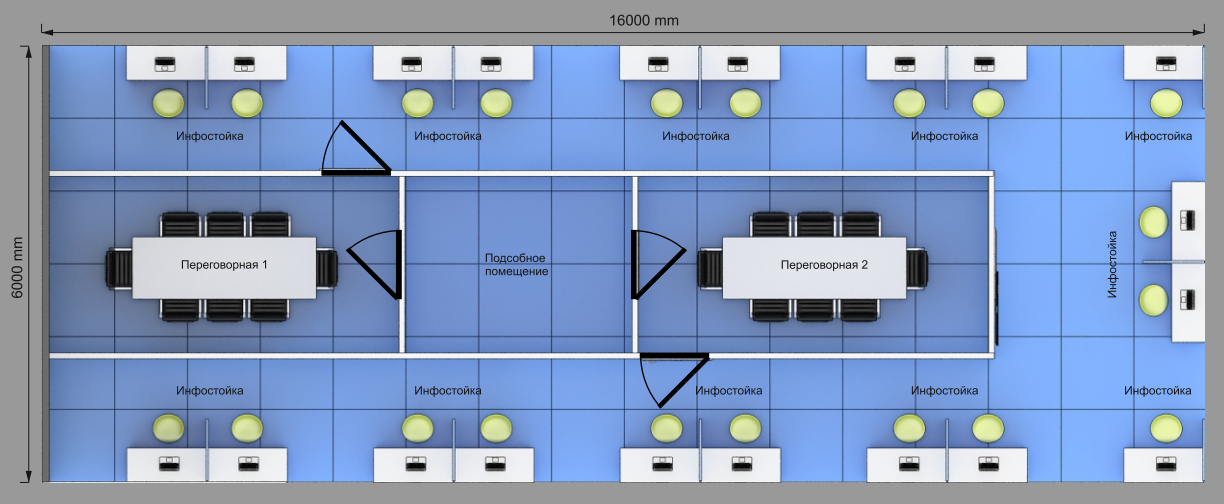 16000 mm
Инфостойка
Инфостойка
Инфостойка
Инфостойка
Инфостойка
6000 mm
Переговорная 1
Подсобное
помещение
Переговорная 2
Инфостойка
Инфостойка
Инфостойка
Инфостойка
Инфостойка
Инфостойка